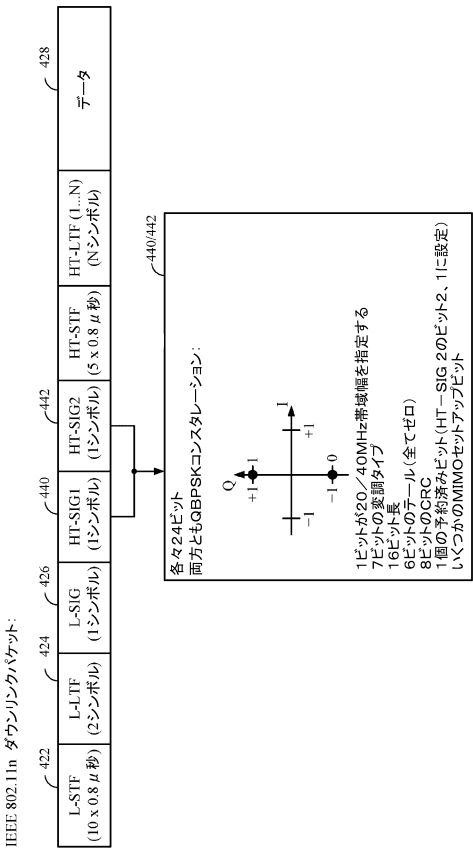 IEEE 802.11n ダウンリンクパケット:
422
424
426
440
442
428
L-STF
(10 x 0.8 μ秒)
L-LTF
(2シンボル)
L-SIG
(1シンボル)
HT-SIG1
(1シンボル)
HT-SIG2
(1シンボル)
HT-STF
(5 x 0.8 μ秒)
HT-LTF (1...N)
(Nシンボル)
データ
440/442
各々24ビット
両方ともQBPSKコンスタレーション:
Q
+1
1
I
-1
+1
-1
0
1ビットが20/40MHz帯域幅を指定する
7ビットの変調タイプ
16ビット長
6ビットのテール(全てゼロ)
8ビットのCRC
1個の予約済みビット(HT-SIG 2のビット2、1に設定)
いくつかのMIMOセットアップビット